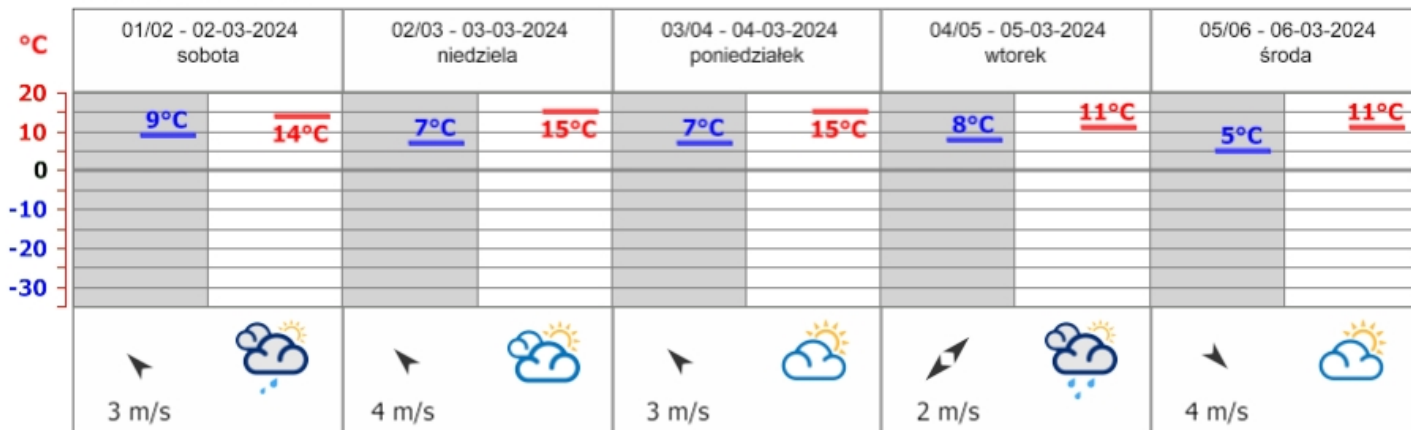 °C
01/02 - 02-03-2024
sobota
02/03 - 03-03-2024
niedziela
03/04 - 04-03-2024
poniedziałek
04/05 - 05-03-2024
wtorek
05/06 - 06-03-2024
środa
20
10
0
-10
-20
-30
9°C
14°C
7°C
15°C
7°C
15°C
8°C
11°C
5°C
11°C
3 m/s
4 m/s
3 m/s
2 m/s
4 m/s